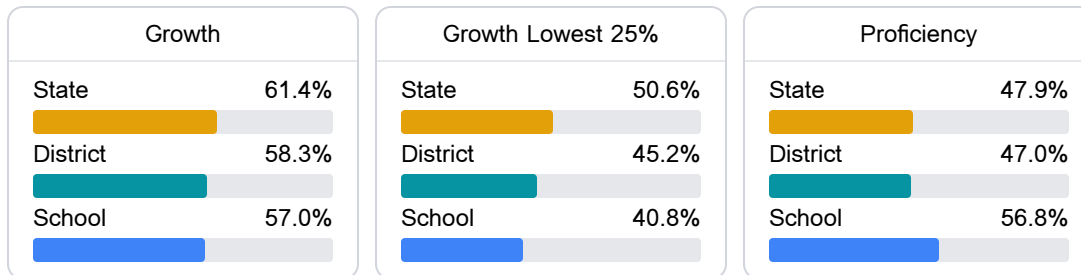 Growth
State 61.4%
District 58.3%
School 57.0%
Growth Lowest 25%
State 50.6%
District 45.2%
School 40.8%
Proficiency
State 47.9%
District 47.0%
School 56.8%